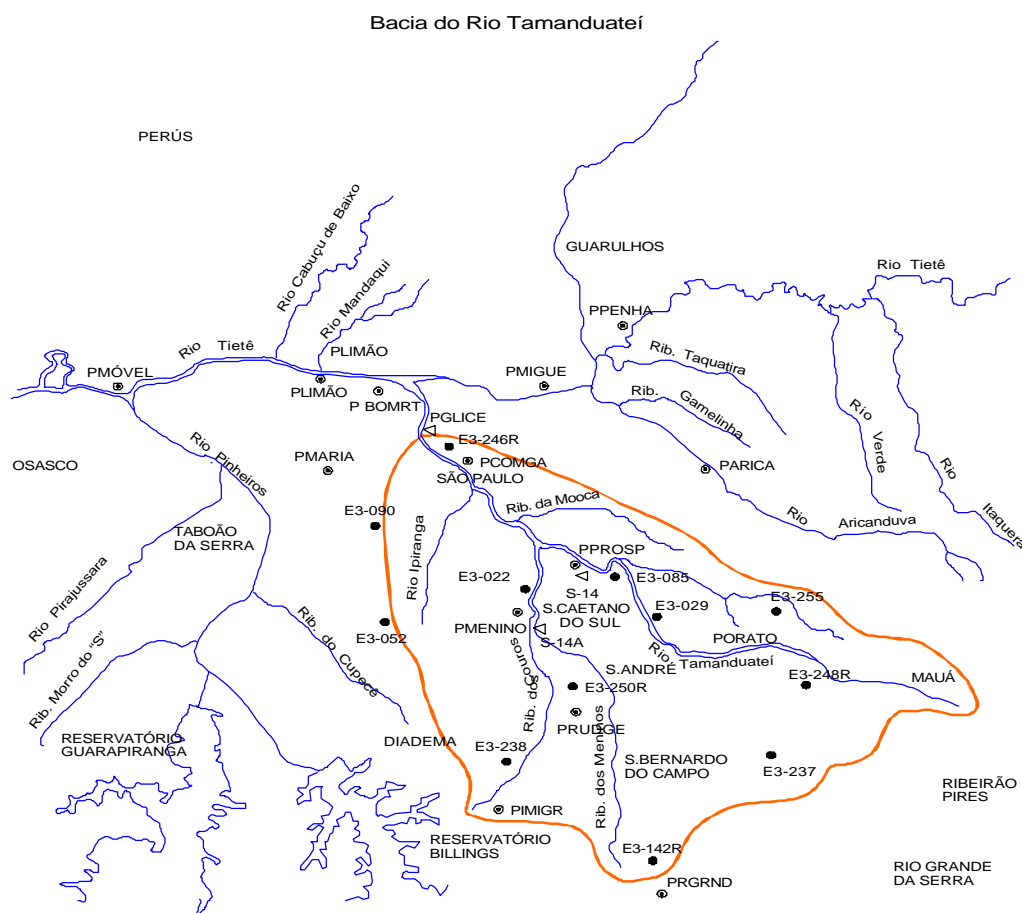 Bacia do Rio Tamanduateí
PERÚS
Rio Cabuçu de Baixo
GUARULHOS
Rio Tietê
Rio Mandaqui
PPENHA
Rio Tietê
PLIMÃO
Rib. Taquatira
PMÓVEL
PMIGUE
PLIMÃO
P BOMRT
Rib. Gamelinha
PGLICE
Rio Verde
E3-246R
Rio Pinheiros
OSASCO
PMARIA
PCOMGA
PARICA
SÃO PAULO
Rio Itaquera
Rib. da Mooca
E3-090
Rio Aricanduva
TABOÃO
DA SERRA
Rio Ipiranga
PPROSP
E3-022
S-14
E3-085
E3-255
Rio Pirajussara
S.CAETANO
DO SUL
E3-029
PMENINO
E3-052
S-14A
PORATO
Rib. do Cupecê
Rio Tamanduateí
S.ANDRÉ
E3-248R
MAUÁ
Rib. Morro do "S"
Rib. dos Couros
E3-250R
RESERVATÓRIO
GUARAPIRANGA
DIADEMA
PRUDGE
E3-238
Rib. dos Meninos
S.BERNARDO
DO CAMPO
E3-237
RIBEIRÃO
PIRES
PIMIGR
RESERVATÓRIO
BILLINGS
E3-142R
RIO GRANDE
DA SERRA
PRGRND